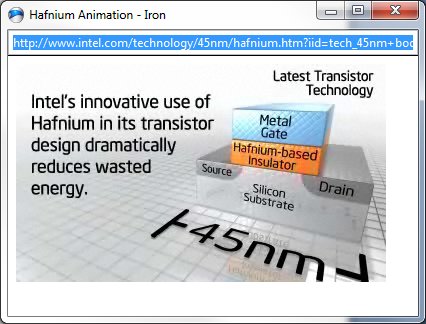 Hafnium Animation - Iron
http://www.intel.com/technology/45nm/hafnium.htm?iid=tech_45nm+bod
Latest Transistor
Technology
Intel's innovative use of
Hafnium in its transistor
design dramatically
reduces wasted
energy.
Metal
Gate
Hafnium-based
Insulator
Source
Drain
Silicon
Substrate
45nm